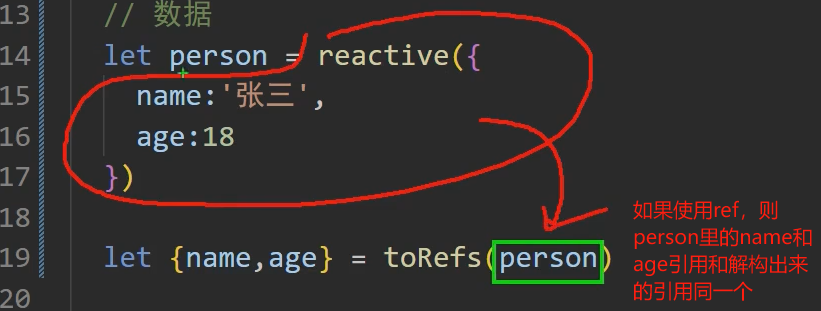 13 // 数据
14 let person = reactive({
15 name:'张三',
16 age:18
17 })
18
19 let {name,age} = toRefs(person)
20
如果使用ref，则
person里的name和
age引用和解构出来
的引用同一个